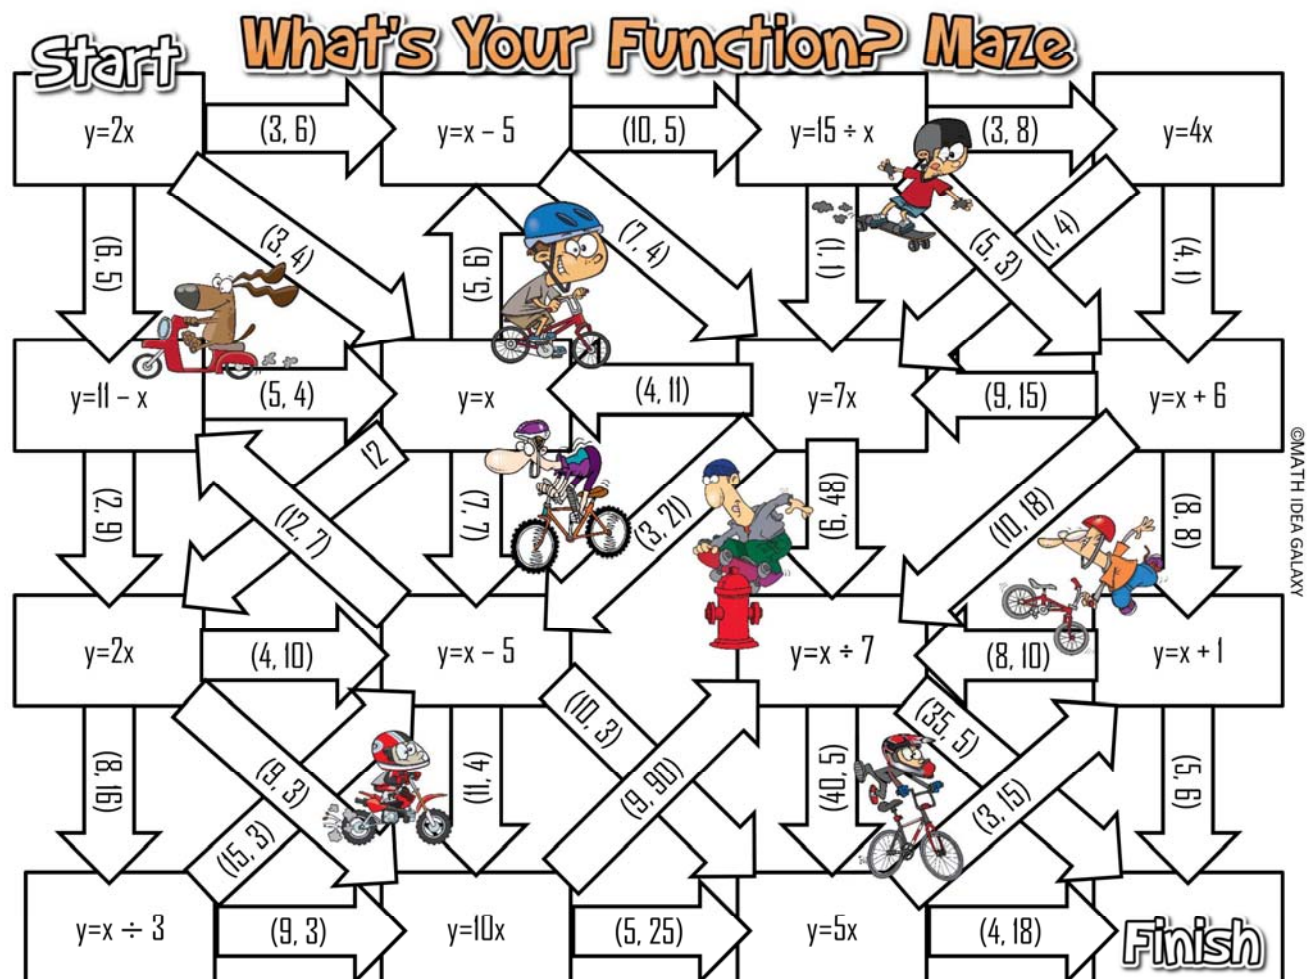 Start What's Your Function? Maze
y=2x (3, 6) y=x – 5 (10, 5) y=15 ÷ x (3, 8) y=4x
(6, 5) (3, 4) (5, 6) (7, 4) (1, 1) (5, 3) (1, 4) (4, 1)
y=11 – x (5, 4) y=x (4, 11) y=7x (9, 15) y=x + 6
(2, 9) (12, 7) 12 (7, 7) (3, 21) (6, 48) (10, 18) (8, 8)
y=2x (4, 10) y=x – 5 y=x ÷ 7 (8, 10) y=x + 1
(8, 16) (9, 3) (15, 3) (11, 4) (10, 3) (9, 90) (40, 5) (35, 5) (3, 15) (5, 6)
y=x ÷ 3 (9, 3) y=10x (5, 25) y=5x (4, 18) Finish
©MATH IDEA GALAXY